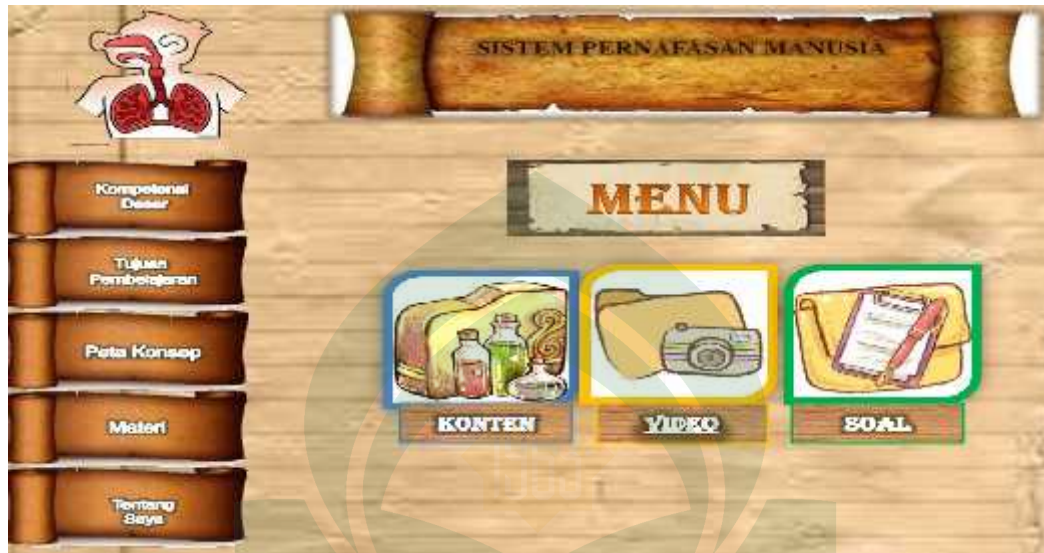 SISTEM PERNAFASAN MANUSIA
MENU
Kompetensi
Dasar
Tujuan
Pembelajaran
Peta Konsep
Materi
Tentang
Saya
KONTEN
VIDEO
SOAL